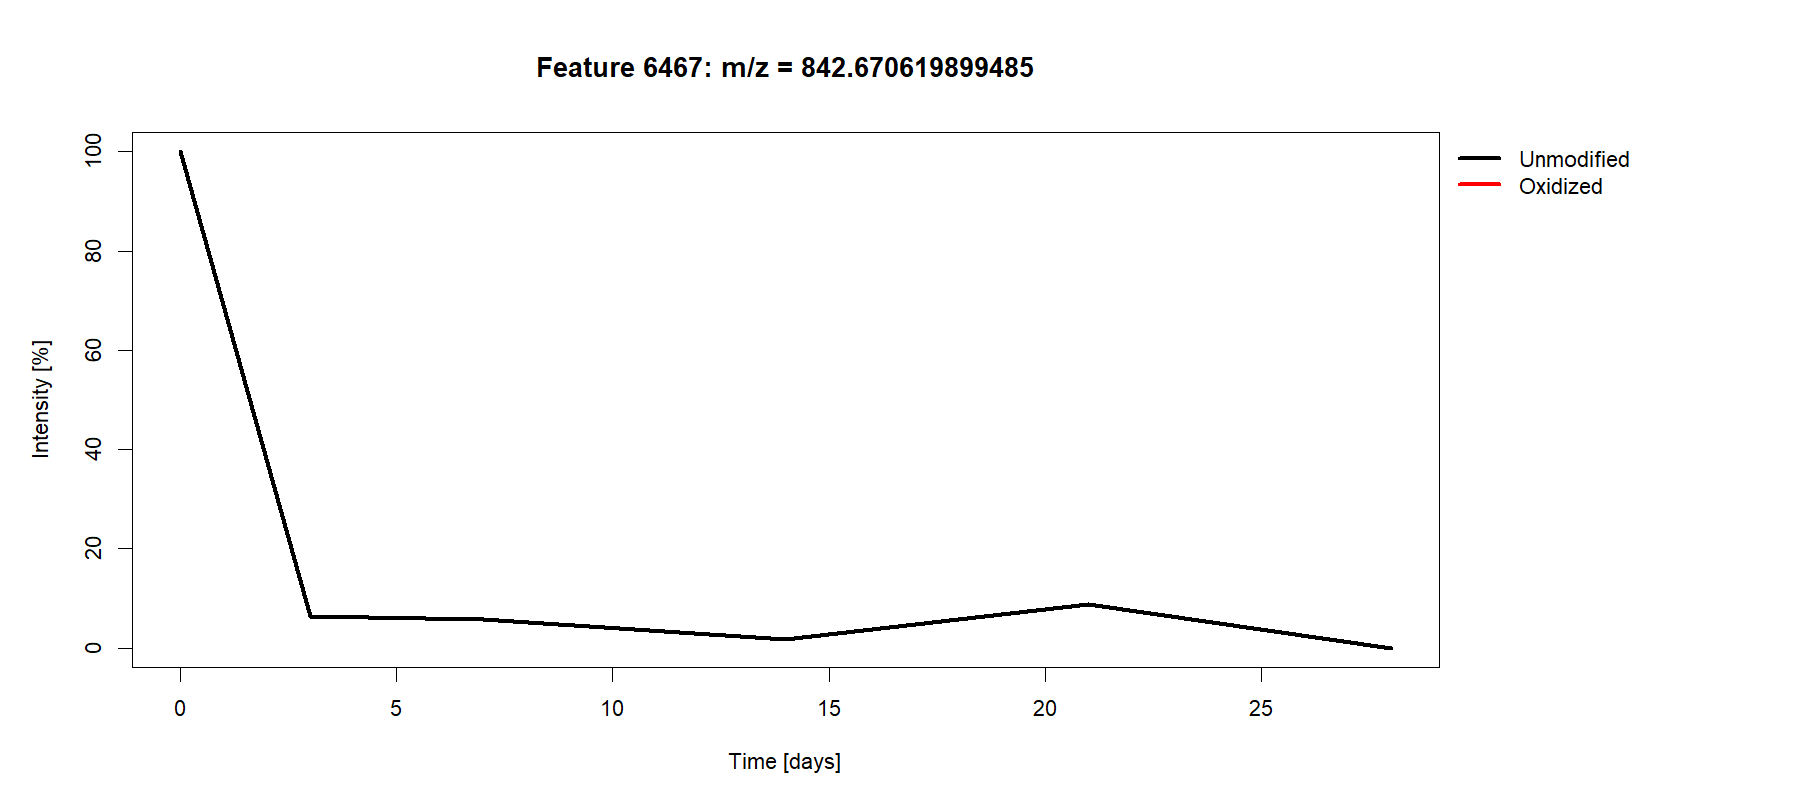 Feature 6467: m/z = 842.670619899485
Unmodified
Oxidized
Intensity [%]
100
80
60
40
20
0
0 5 10 15 20 25
Time [days]